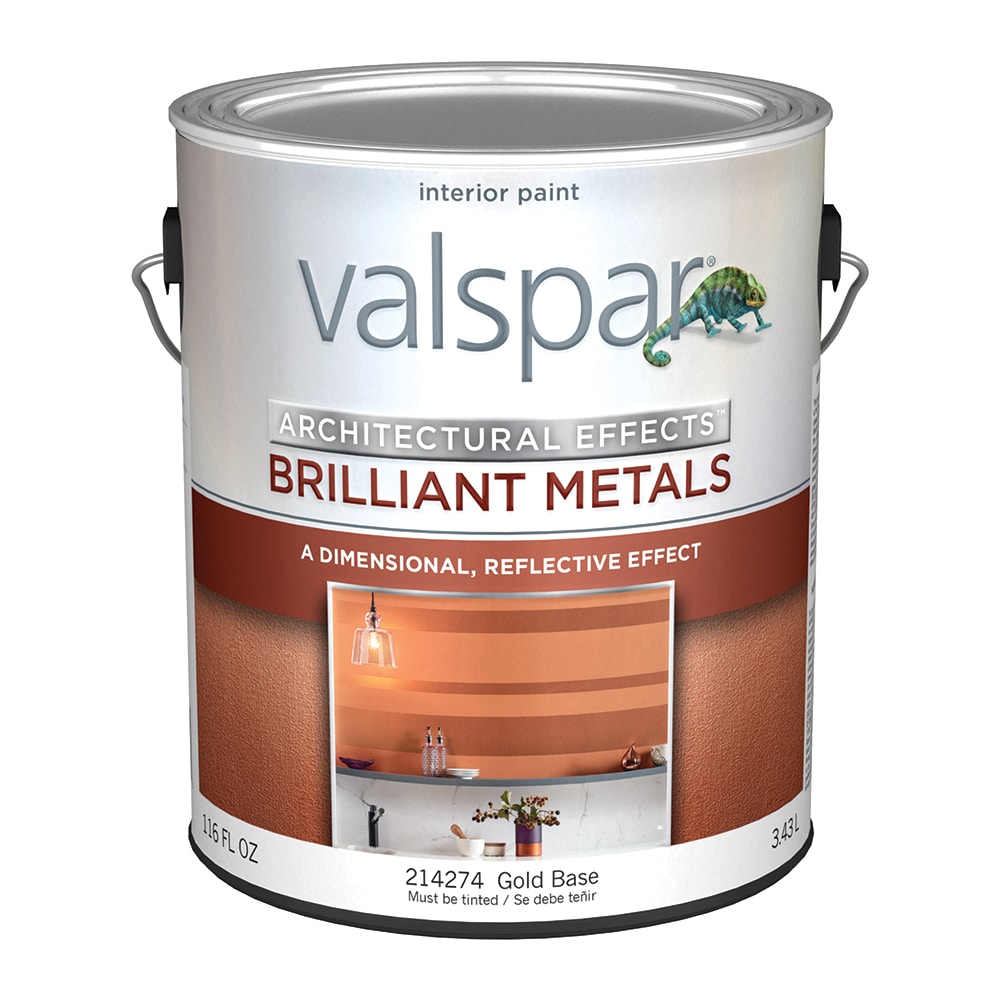 interior paint
valspar®
ARCHITECTURAL EFFECTS™
BRILLIANT METALS
A DIMENSIONAL, REFLECTIVE EFFECT
116 FL OZ
3.43 L
214274 Gold Base
Must be tinted / Se debe teñir